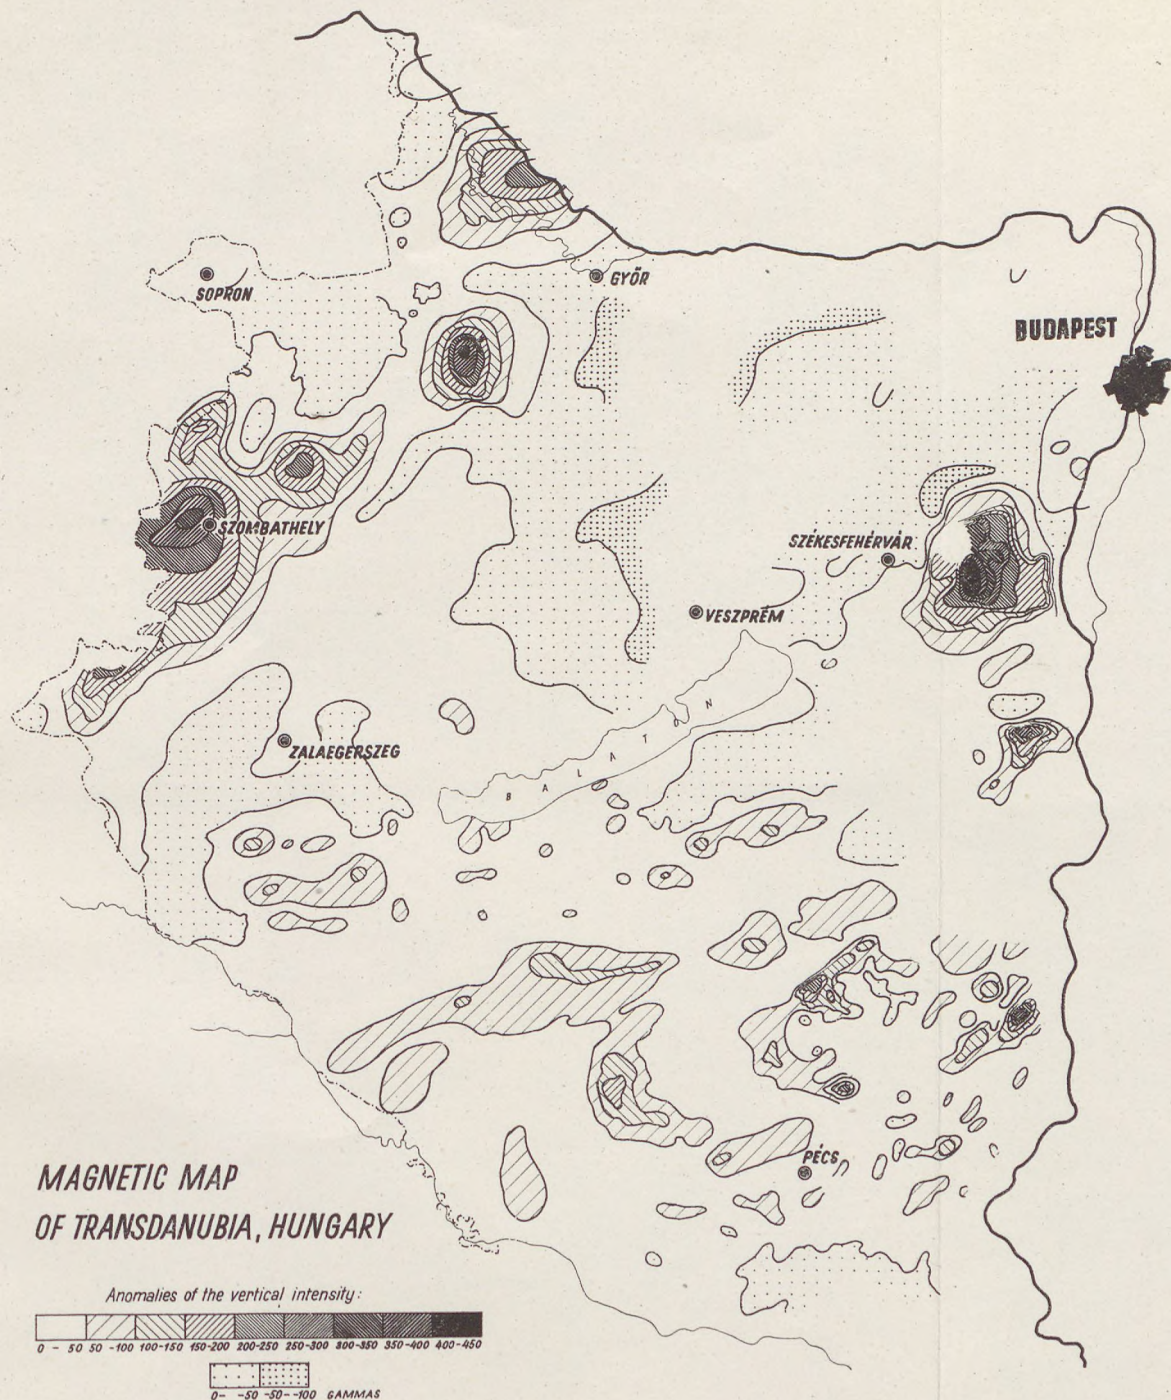 SOPRON
GYŐR
BUDAPEST
SZOMBATHELY
SZÉKESFEHÉRVÁR
VESZPRÉM
BALATON
ZALAEGERSZEG
PÉCS
MAGNETIC MAP
OF TRANSDANUBIA, HUNGARY
Anomalies of the vertical intensity:
0 - 50 50 -100 100-150 150-200 200-250 250-300 300-350 350-400 400-450
0- -50 -50- -100 GAMMAS